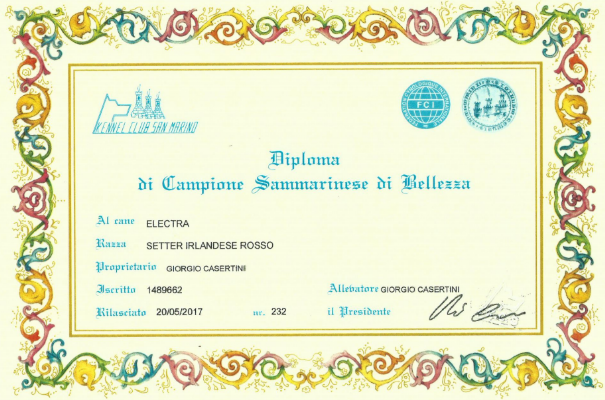 KENNEL CLUB SAN MARINO
FCI
Diploma
di Campione Sammarinese di Bellezza
Al cane ELECTRA
Razza SETTER IRLANDESE ROSSO
Proprietario GIORGIO CASERTINI
Iscritto 1489662 Allevatore GIORGIO CASERTINI
Rilasciato 20/05/2017 nr. 232 il Presidente